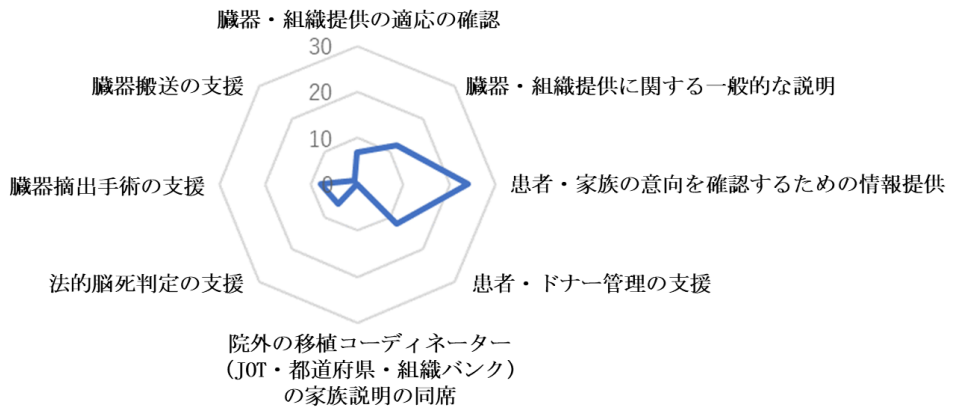 臓器・組織提供の適応の確認
30
臓器搬送の支援
臓器・組織提供に関する一般的な説明
20
10
臓器摘出手術の支援
0
患者・家族の意向を確認するための情報提供
法的脳死判定の支援
患者・ドナー管理の支援
院外の移植コーディネーター
(JOT・都道府県・組織バンク)
の家族説明の同席